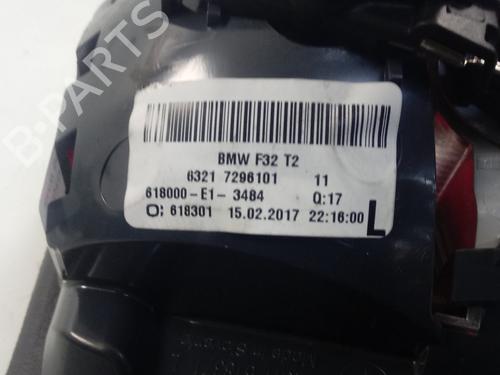 B-PARTS
BMW F32 T2
6321 7296101 11
618000-E1- 3484 Q:17
O; 618301 15.02.2017 22:16:00 L